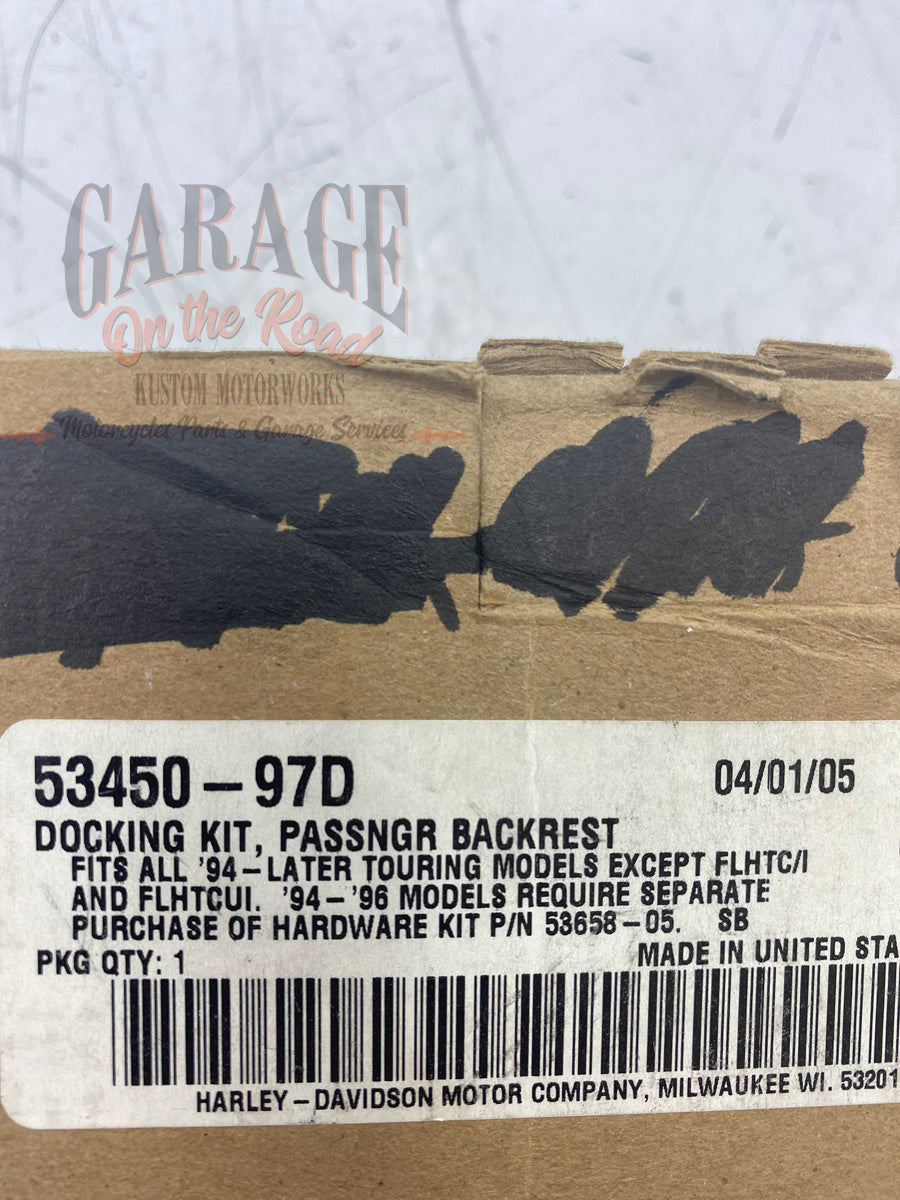 GARAGE
On the Road
KUSTOM MOTORWORKS
Motorcycles Parts & Garage Services
53450-97D 04/01/05
DOCKING KIT, PASSNGR BACKREST
FITS ALL '94-LATER TOURING MODELS EXCEPT FLHTC/I
AND FLHTCUI. '94-'96 MODELS REQUIRE SEPARATE
PURCHASE OF HARDWARE KIT P/N 53658-05. SB
PKG QTY: 1 MADE IN UNITED STA
HARLEY-DAVIDSON MOTOR COMPANY, MILWAUKEE WI. 53201